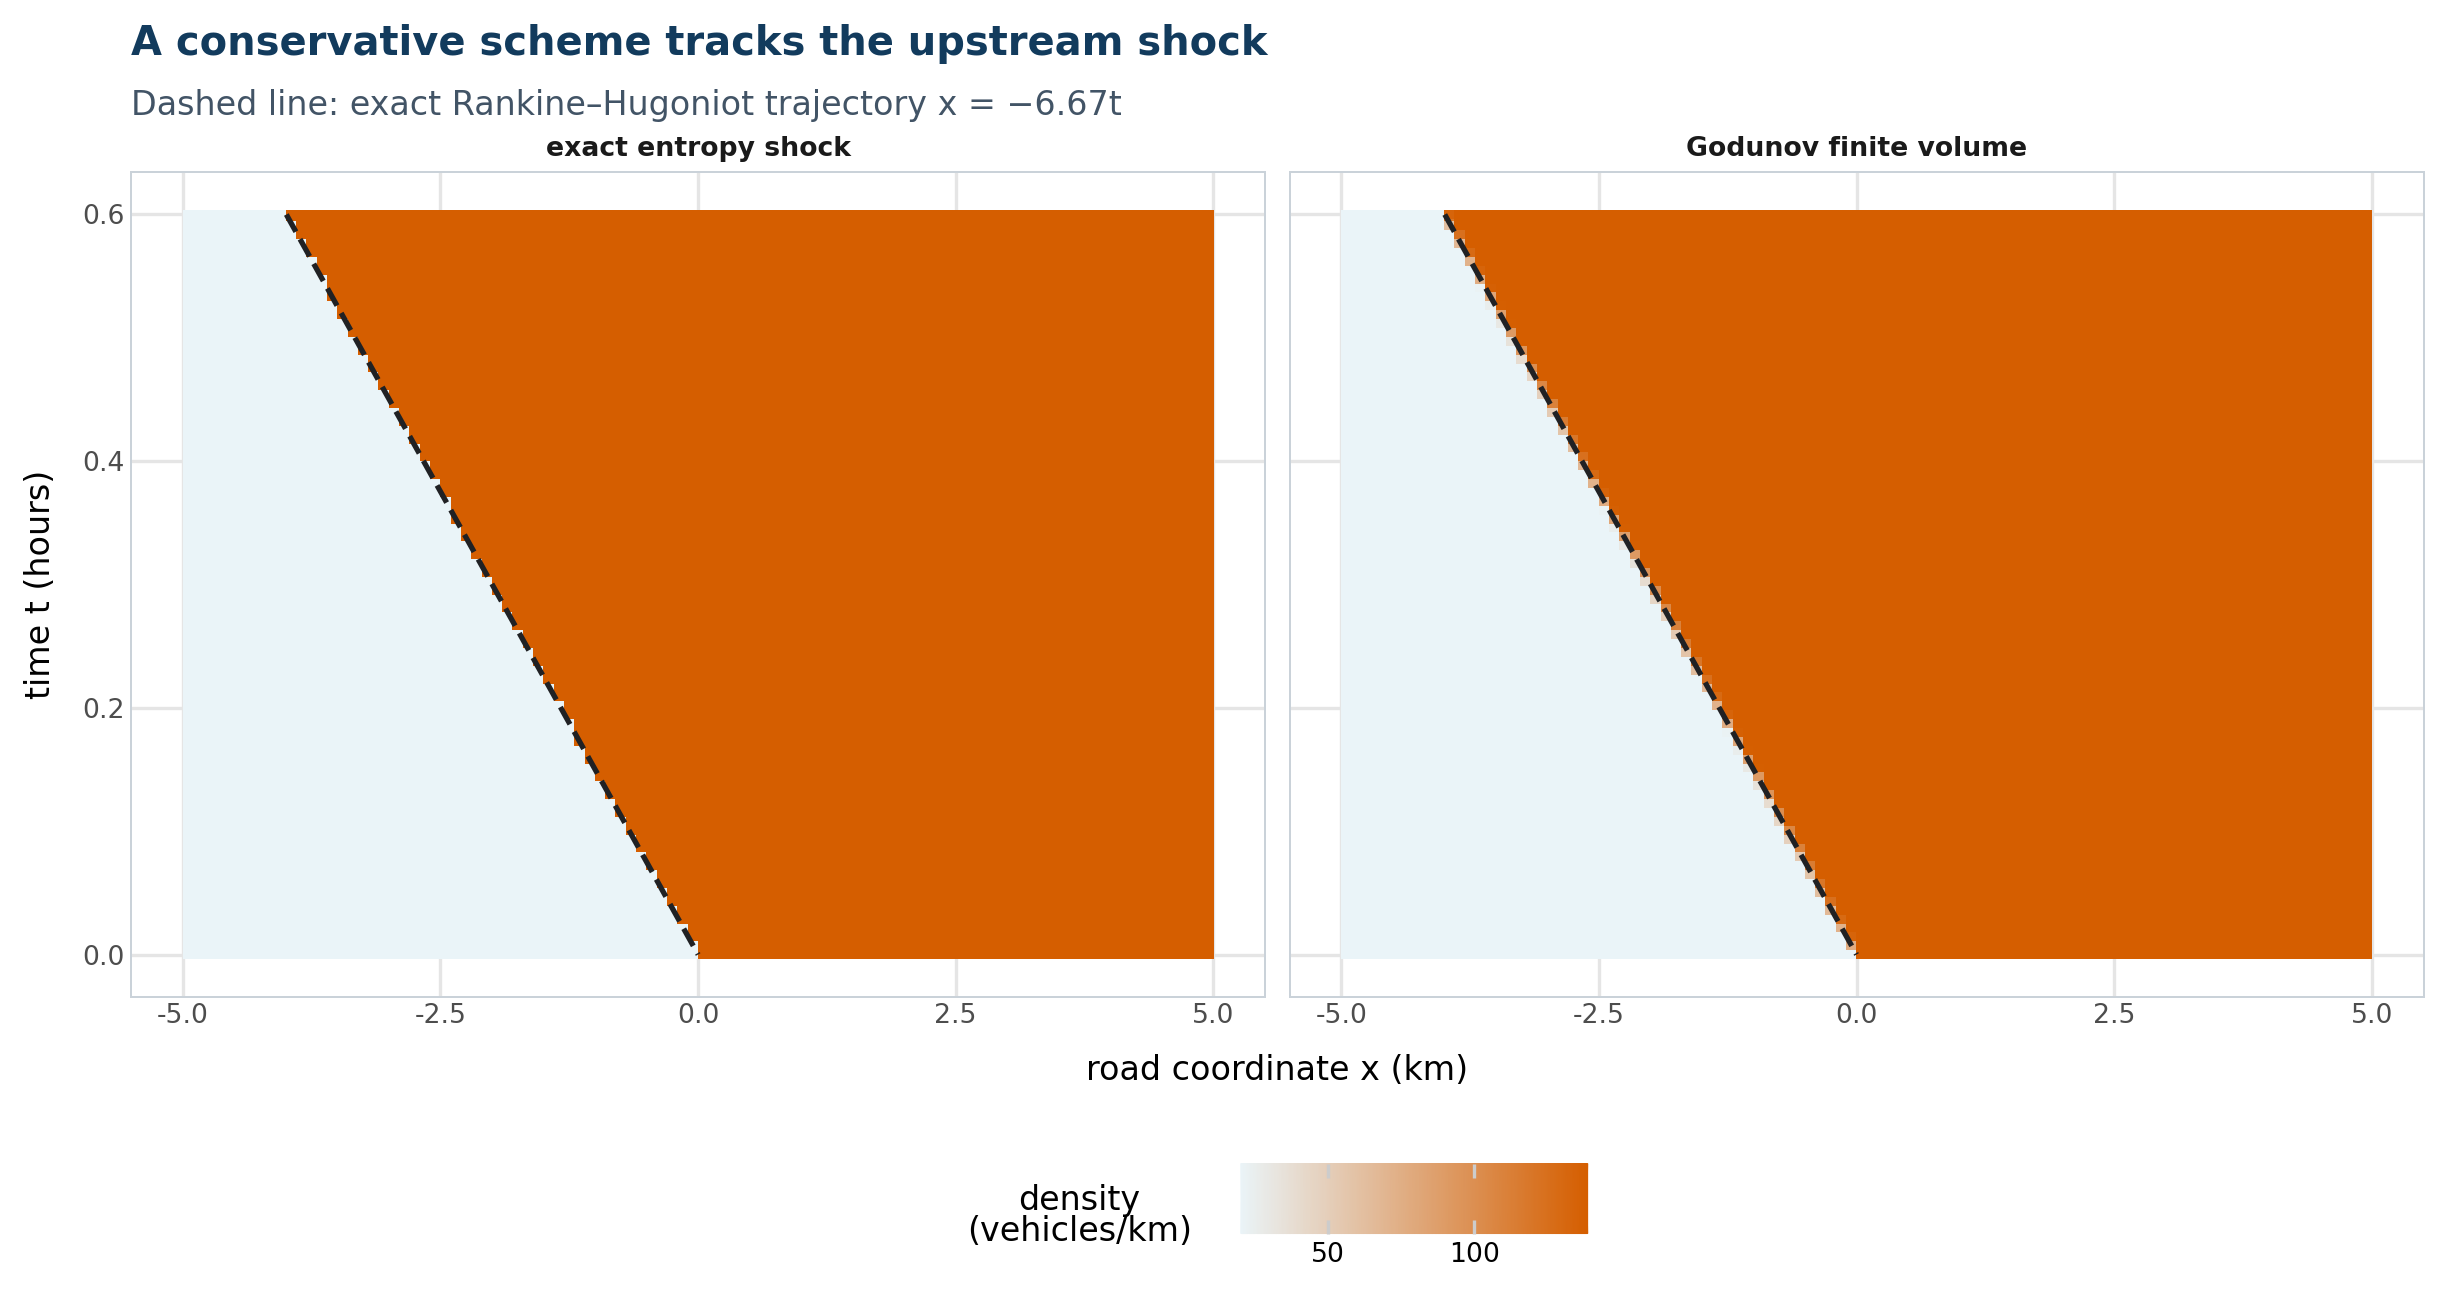 A conservative scheme tracks the upstream shock
Dashed line: exact Rankine–Hugoniot trajectory x = −6.67t
exact entropy shock
Godunov finite volume
time t (hours)
0.6
0.4
0.2
0.0
-5.0 -2.5 0.0 2.5 5.0
-5.0 -2.5 0.0 2.5 5.0
road coordinate x (km)
density
(vehicles/km)
50 100